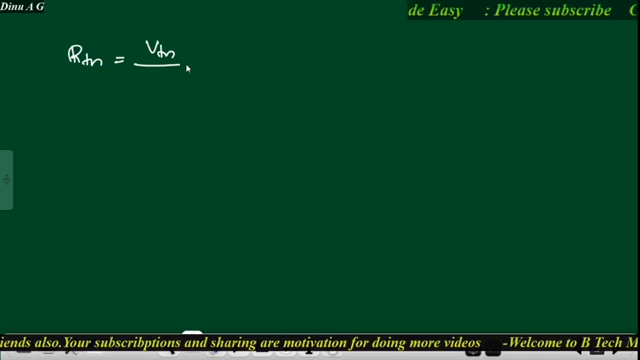 Dinu A G
de Easy : Please subscribe
Rth = Vth
iends also.Your subscribptions and sharing are motivation for doing more videos -Welcome to B Tech M